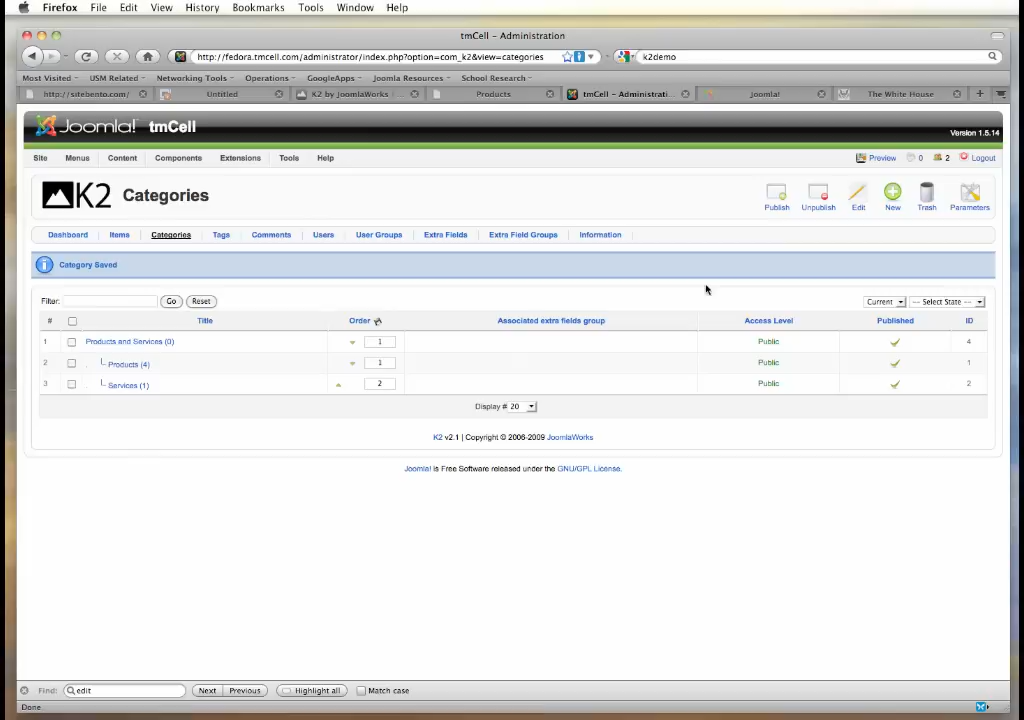 Firefox File Edit View History Bookmarks Tools Window Help
tmCell - Administration
http://fedora.tmcell.com/administrator/index.php?option=com_k2&view=categories k2demo
Most Visited USM Related Networking Tools Operations GoogleApps Joomla Resources School Research
http://sitebento.com/ Untitled K2 by JoomlaWorks ... Products tmCell - Administrati... Joomla! The White House
Joomla! tmCell
Version 1.5.14
Site Menus Content Components Extensions Tools Help Preview 0 2 Logout
K2 Categories
Publish Unpublish Edit New Trash Parameters
Dashboard Items Categories Tags Comments Users User Groups Extra Fields Extra Field Groups Information
Category Saved
Filter: Go Reset Current -- Select State --
# Title Order Associated extra fields group Access Level Published ID
1 Products and Services (0) 1 Public 4
2 Products (4) 1 Public 1
3 Services (1) 2 Public 2
Display # 20
K2 v2.1 | Copyright © 2006-2009 JoomlaWorks
Joomla! is Free Software released under the GNU/GPL License.
Find: edit Next Previous Highlight all Match case
Done